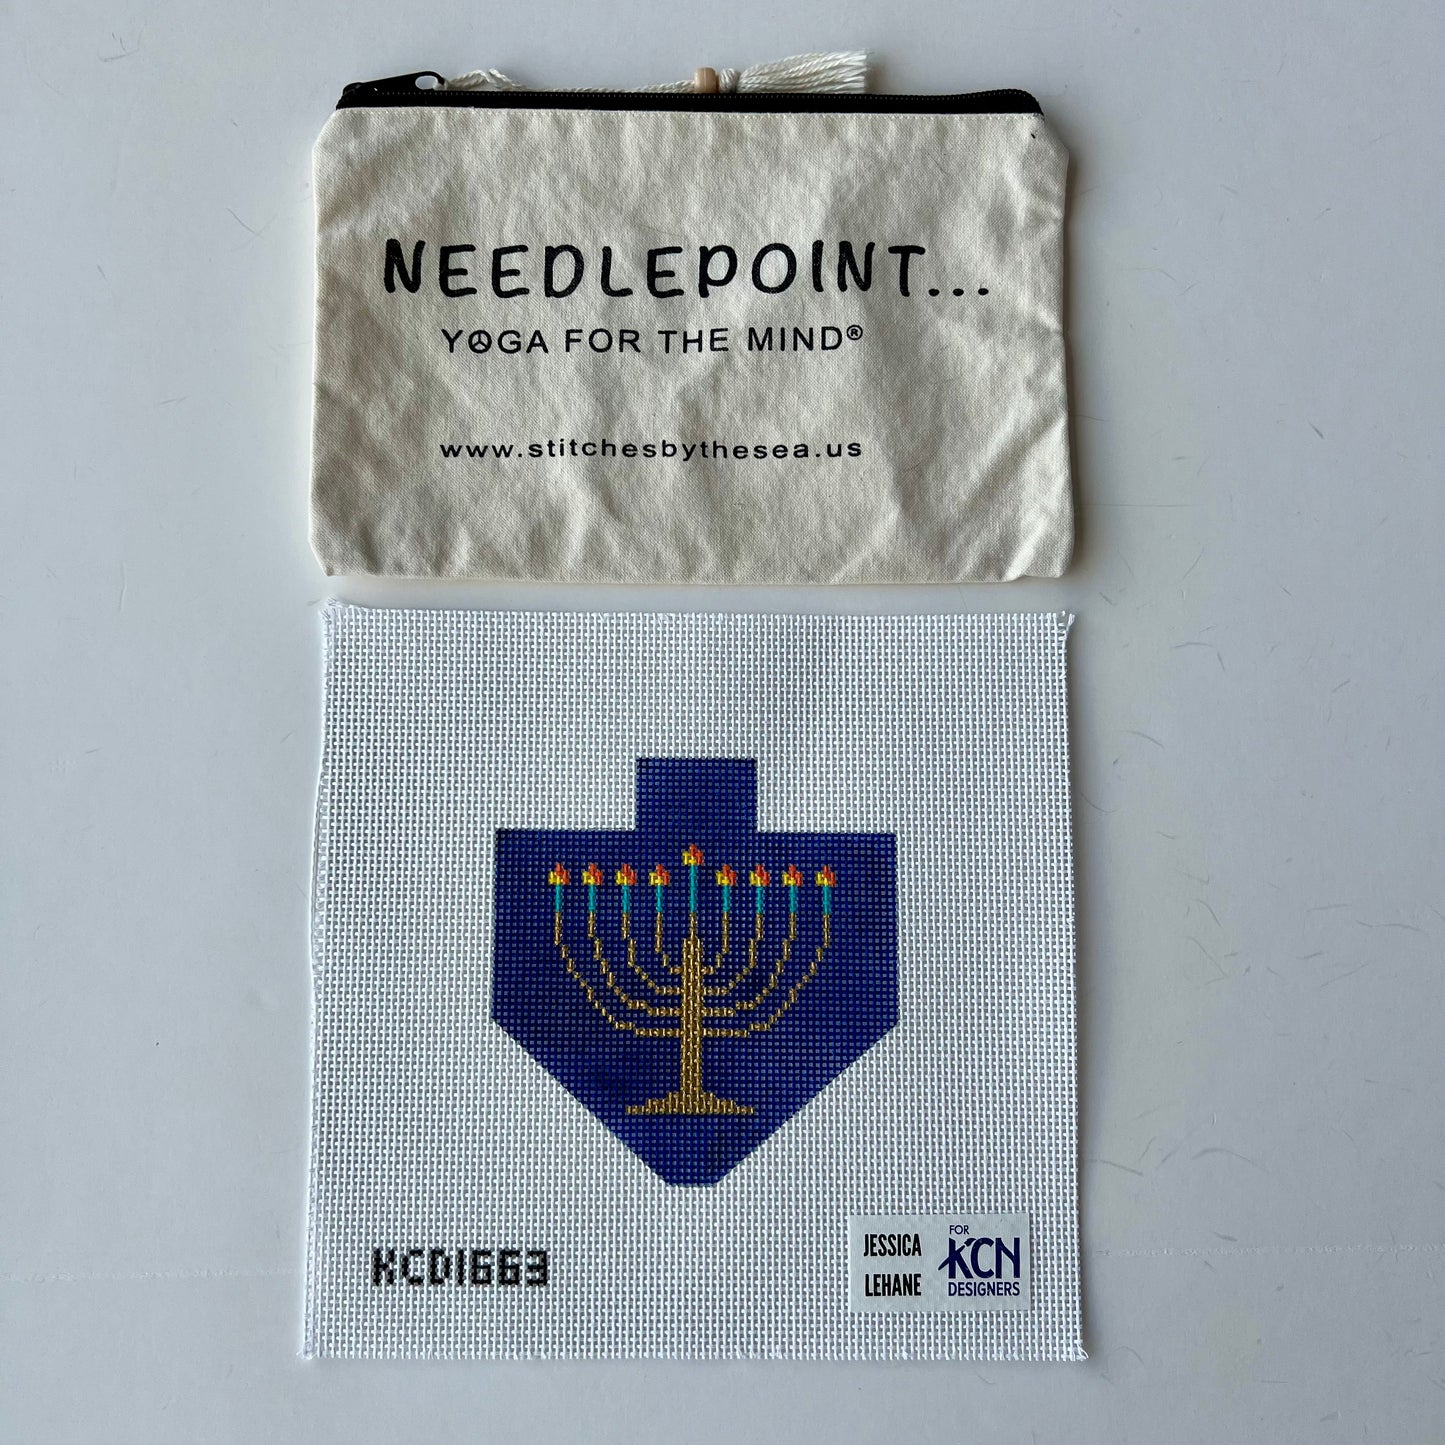 NEEDLEPOINT...
YOGA FOR THE MIND®
www.stitchesbythesea.us
KCD1663
JESSICA
LEHANE
FOR
KCN
DESIGNERS